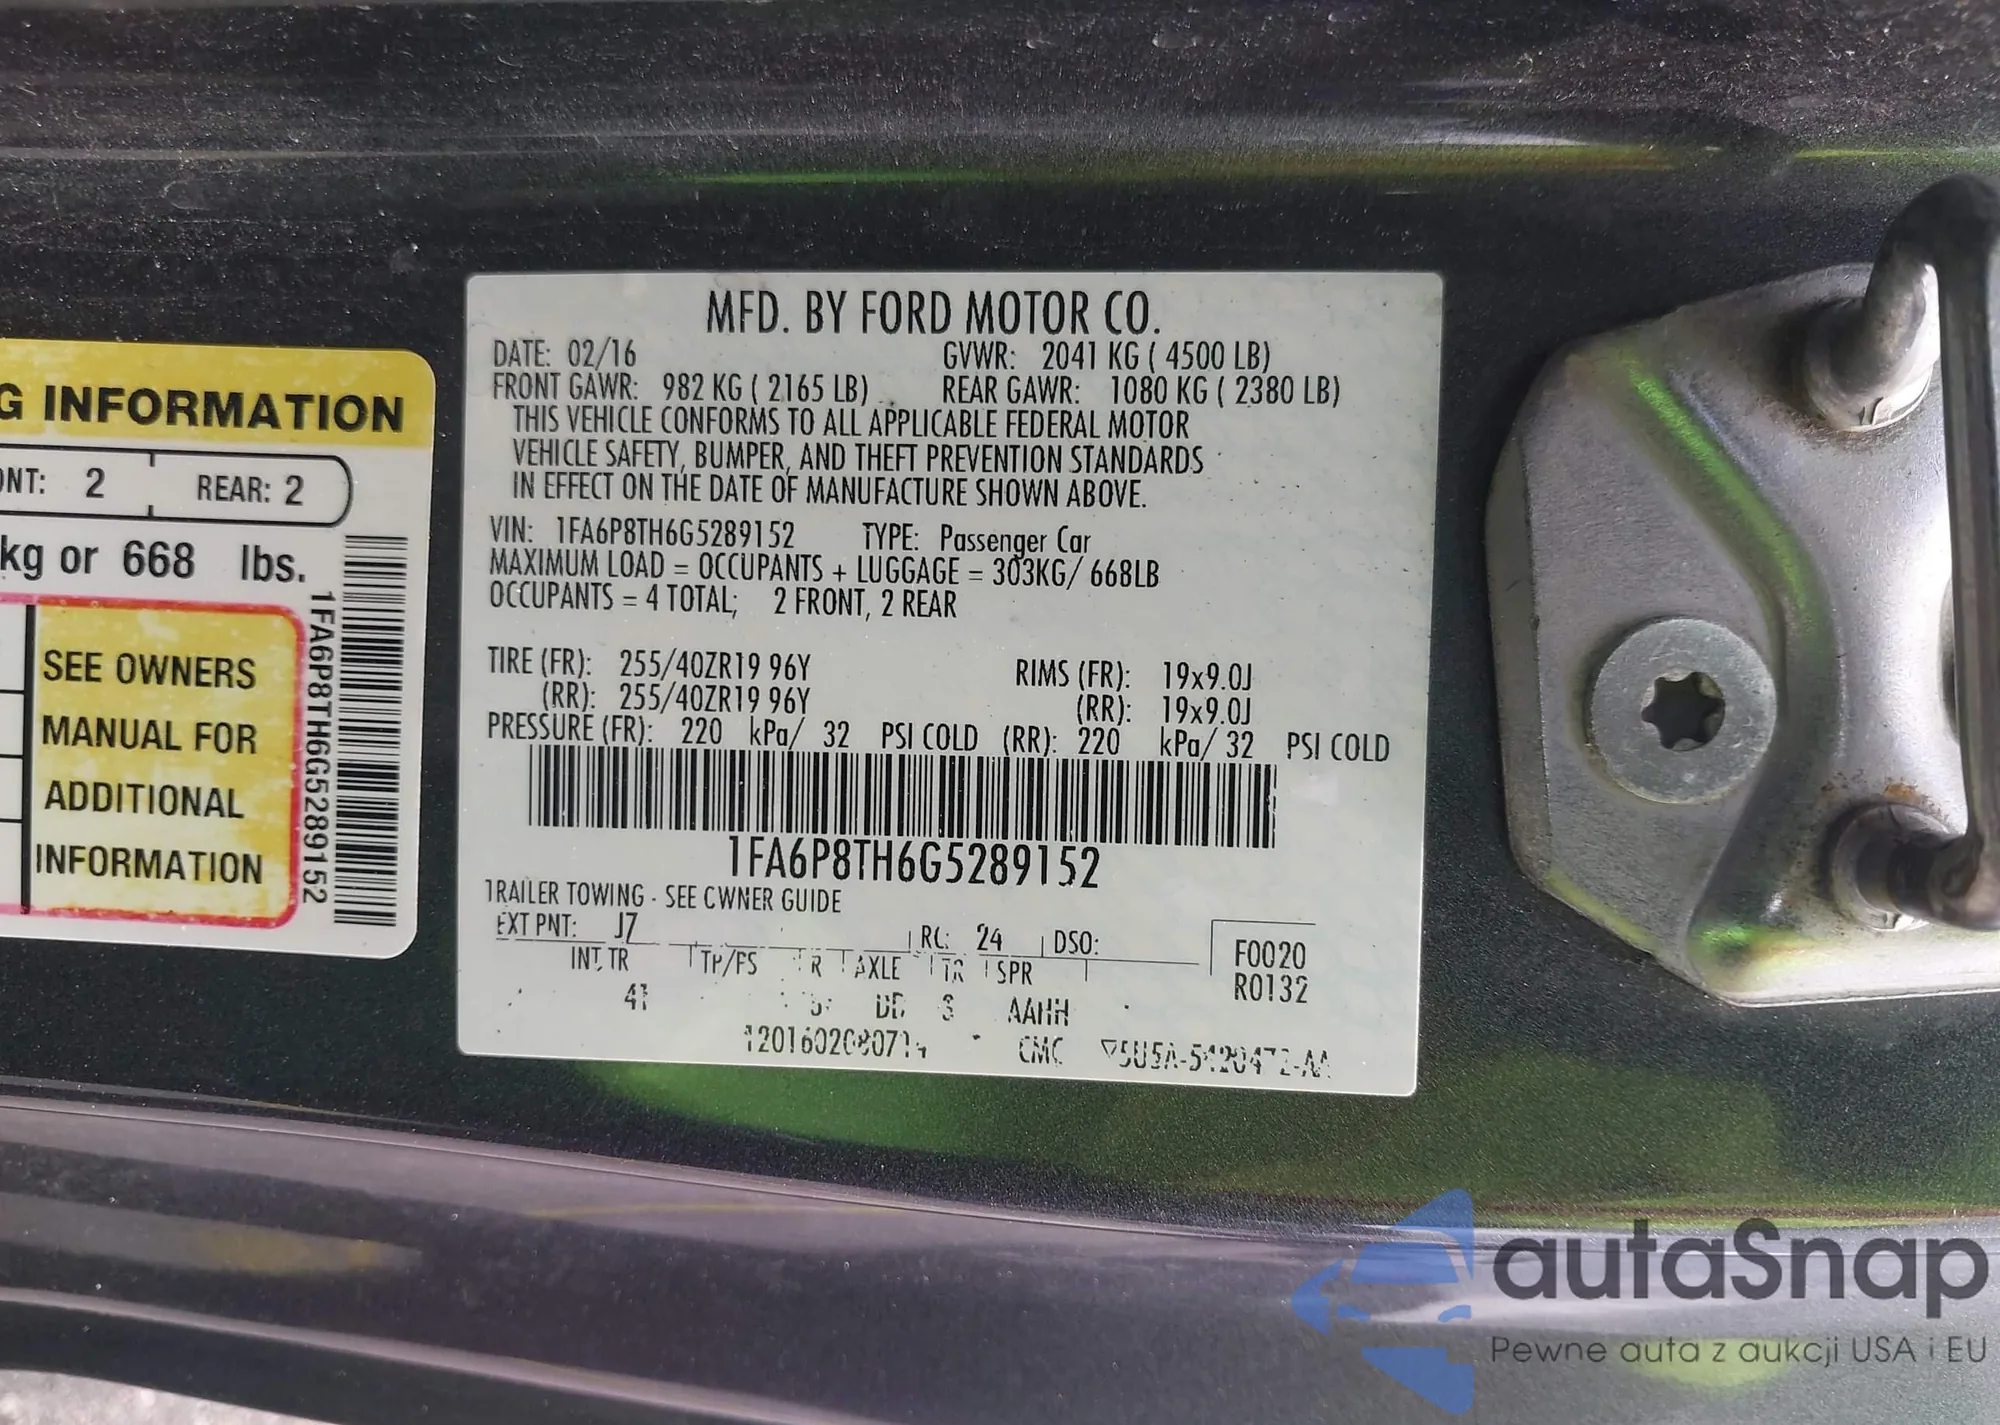 G INFORMATION
ONT: 2 REAR: 2
kg or 668 lbs.
SEE OWNERS
MANUAL FOR
ADDITIONAL
INFORMATION
1FA6P8TH6G5289152
MFD. BY FORD MOTOR CO.
DATE: 02/16 GVWR: 2041 KG ( 4500 LB)
FRONT GAWR: 982 KG ( 2165 LB) REAR GAWR: 1080 KG ( 2380 LB)
THIS VEHICLE CONFORMS TO ALL APPLICABLE FEDERAL MOTOR
VEHICLE SAFETY, BUMPER, AND THEFT PREVENTION STANDARDS
IN EFFECT ON THE DATE OF MANUFACTURE SHOWN ABOVE.
VIN: 1FA6P8TH6G5289152 TYPE: Passenger Car
MAXIMUM LOAD = OCCUPANTS + LUGGAGE = 303KG/ 668LB
OCCUPANTS = 4 TOTAL; 2 FRONT, 2 REAR
TIRE (FR): 255/40ZR19 96Y RIMS (FR): 19x9.0J
(RR): 255/40ZR19 96Y (RR): 19x9.0J
PRESSURE (FR): 220 kPa/ 32 PSI COLD (RR): 220 kPa/ 32 PSI COLD
1FA6P8TH6G5289152
TRAILER TOWING - SEE OWNER GUIDE
EXT PNT: J7 RC: 24 DSO: F0020
INT TR TP/PS R AXLE TR SPR R0132
41 AAHH
CMC
autaSnap
Pewne auta z aukcji USA i EU